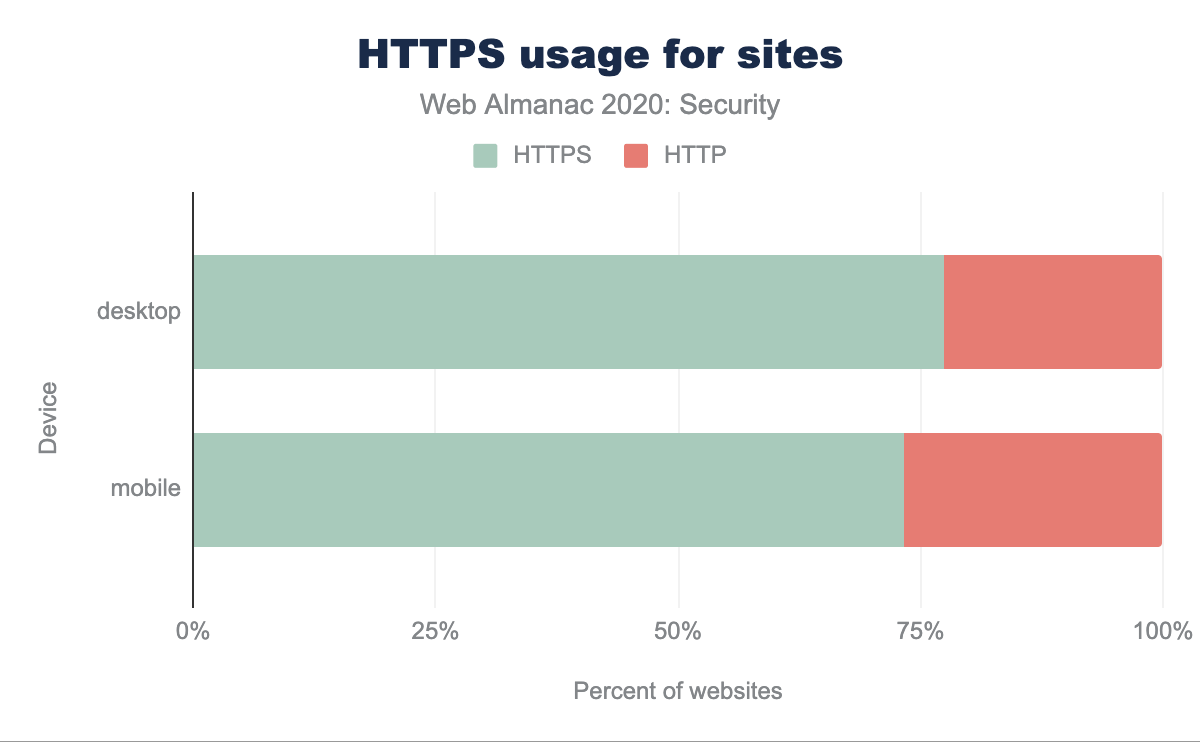 HTTPS usage for sites
Web Almanac 2020: Security
HTTPS HTTP
desktop
Device
mobile
0% 25% 50% 75% 100%
Percent of websites